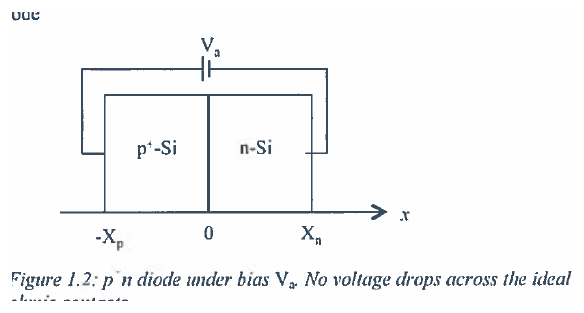 Vₐ
p⁺-Si n-Si
x
-Xₚ 0 Xₙ
Figure 1.2: p⁺n diode under bias Vₐ. No voltage drops across the ideal